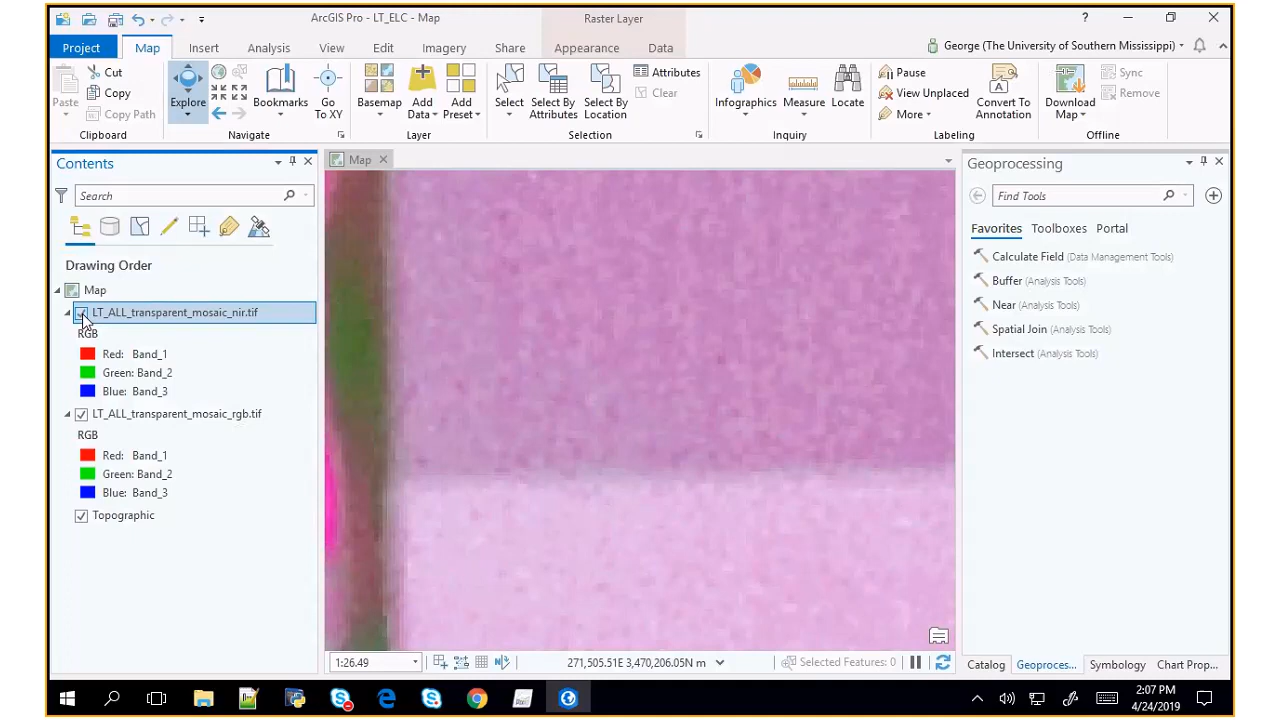 ArcGIS Pro - LT_ELC - Map
Raster Layer
?
Project Map Insert Analysis View Edit Imagery Share Appearance Data
George (The University of Southern Mississippi)
Paste
Cut
Copy
Copy Path
Clipboard
Explore
Bookmarks
Go To XY
Navigate
Basemap
Add Data
Add Preset
Layer
Select
Select By Attributes
Select By Location
Attributes
Clear
Selection
Infographics
Measure
Locate
Inquiry
Pause
View Unplaced
More
Convert To Annotation
Labeling
Download Map
Sync
Remove
Offline
Contents
Search
Drawing Order
Map
LT_ALL_transparent_mosaic_nir.tif
RGB
Red: Band_1
Green: Band_2
Blue: Band_3
LT_ALL_transparent_mosaic_rgb.tif
RGB
Red: Band_1
Green: Band_2
Blue: Band_3
Topographic
Map
1:26.49
271,505.51E 3,470,206.05N m
Selected Features: 0
Geoprocessing
Find Tools
Favorites Toolboxes Portal
Calculate Field (Data Management Tools)
Buffer (Analysis Tools)
Near (Analysis Tools)
Spatial Join (Analysis Tools)
Intersect (Analysis Tools)
Catalog Geoproces... Symbology Chart Prop...
2:07 PM
4/24/2019